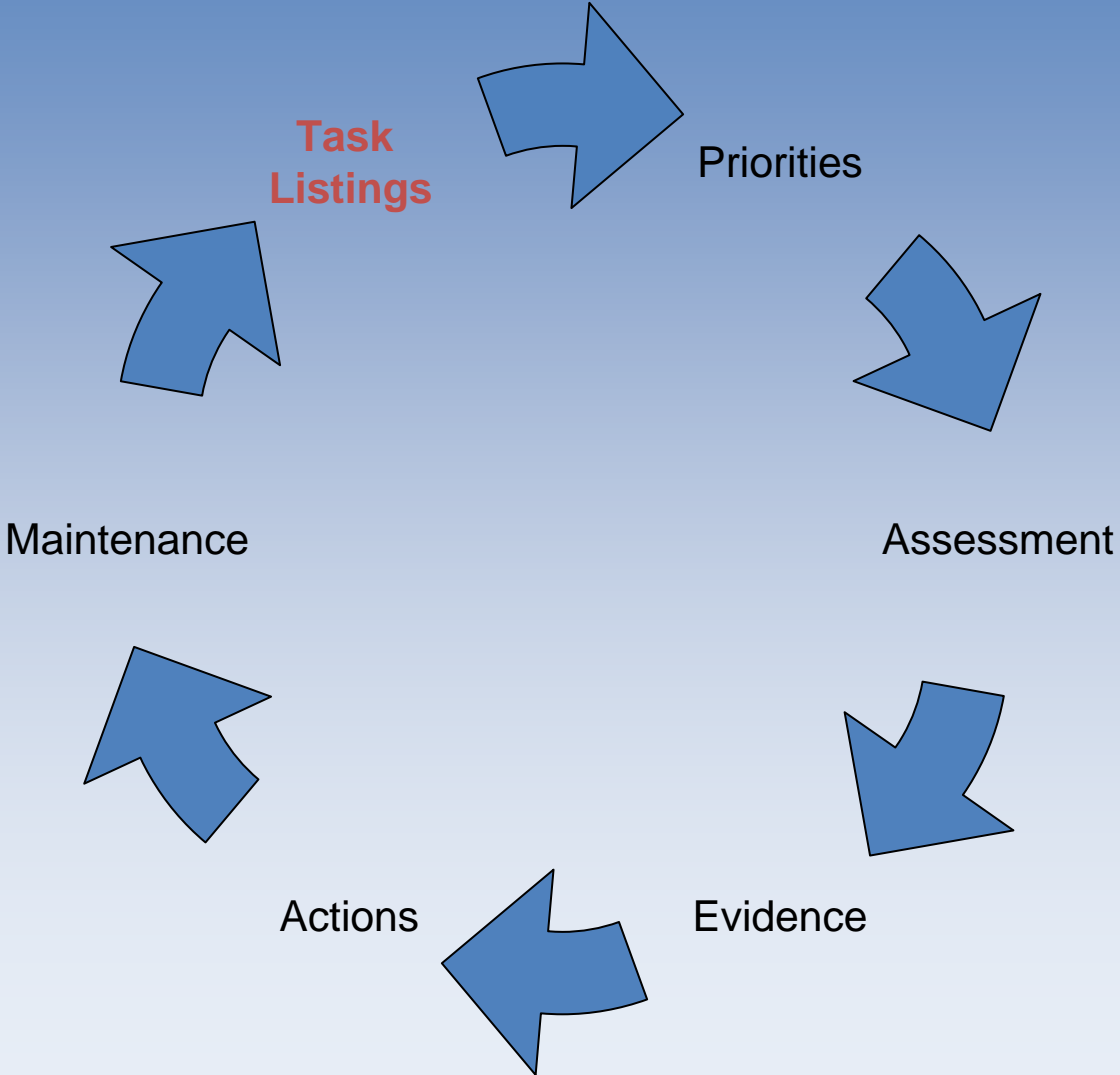 Task
Listings
Priorities
Assessment
Evidence
Actions
Maintenance